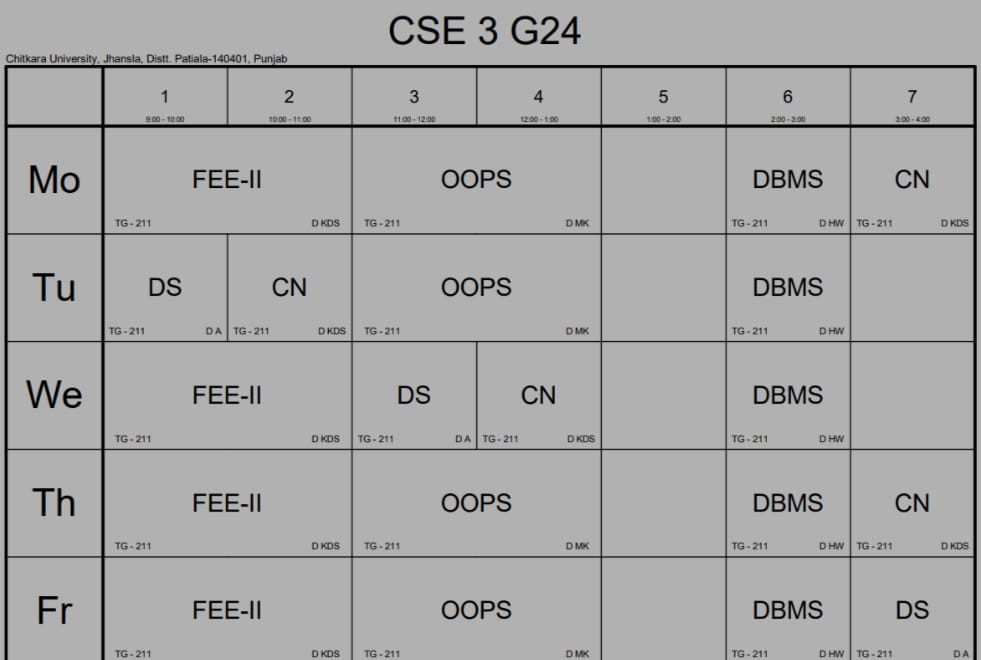 CSE 3 G24
Chitkara University, Jhansla, Distt. Patiala-140401, Punjab
1 2 3 4 5 6 7
9:00 - 10:00 10:00 - 11:00 11:00 - 12:00 12:00 - 1:00 1:00 - 2:00 2:00 - 3:00 3:00 - 4:00
Mo FEE-II OOPS DBMS CN
TG - 211 D KDS TG - 211 D MK TG - 211 D HW TG - 211 D KDS
Tu DS CN OOPS DBMS
TG - 211 D A TG - 211 D KDS TG - 211 D MK TG - 211 D HW
We FEE-II DS CN DBMS
TG - 211 D KDS TG - 211 D A TG - 211 D KDS TG - 211 D HW
Th FEE-II OOPS DBMS CN
TG - 211 D KDS TG - 211 D MK TG - 211 D HW TG - 211 D KDS
Fr FEE-II OOPS DBMS DS
TG - 211 D KDS TG - 211 D MK TG - 211 D HW TG - 211 D A